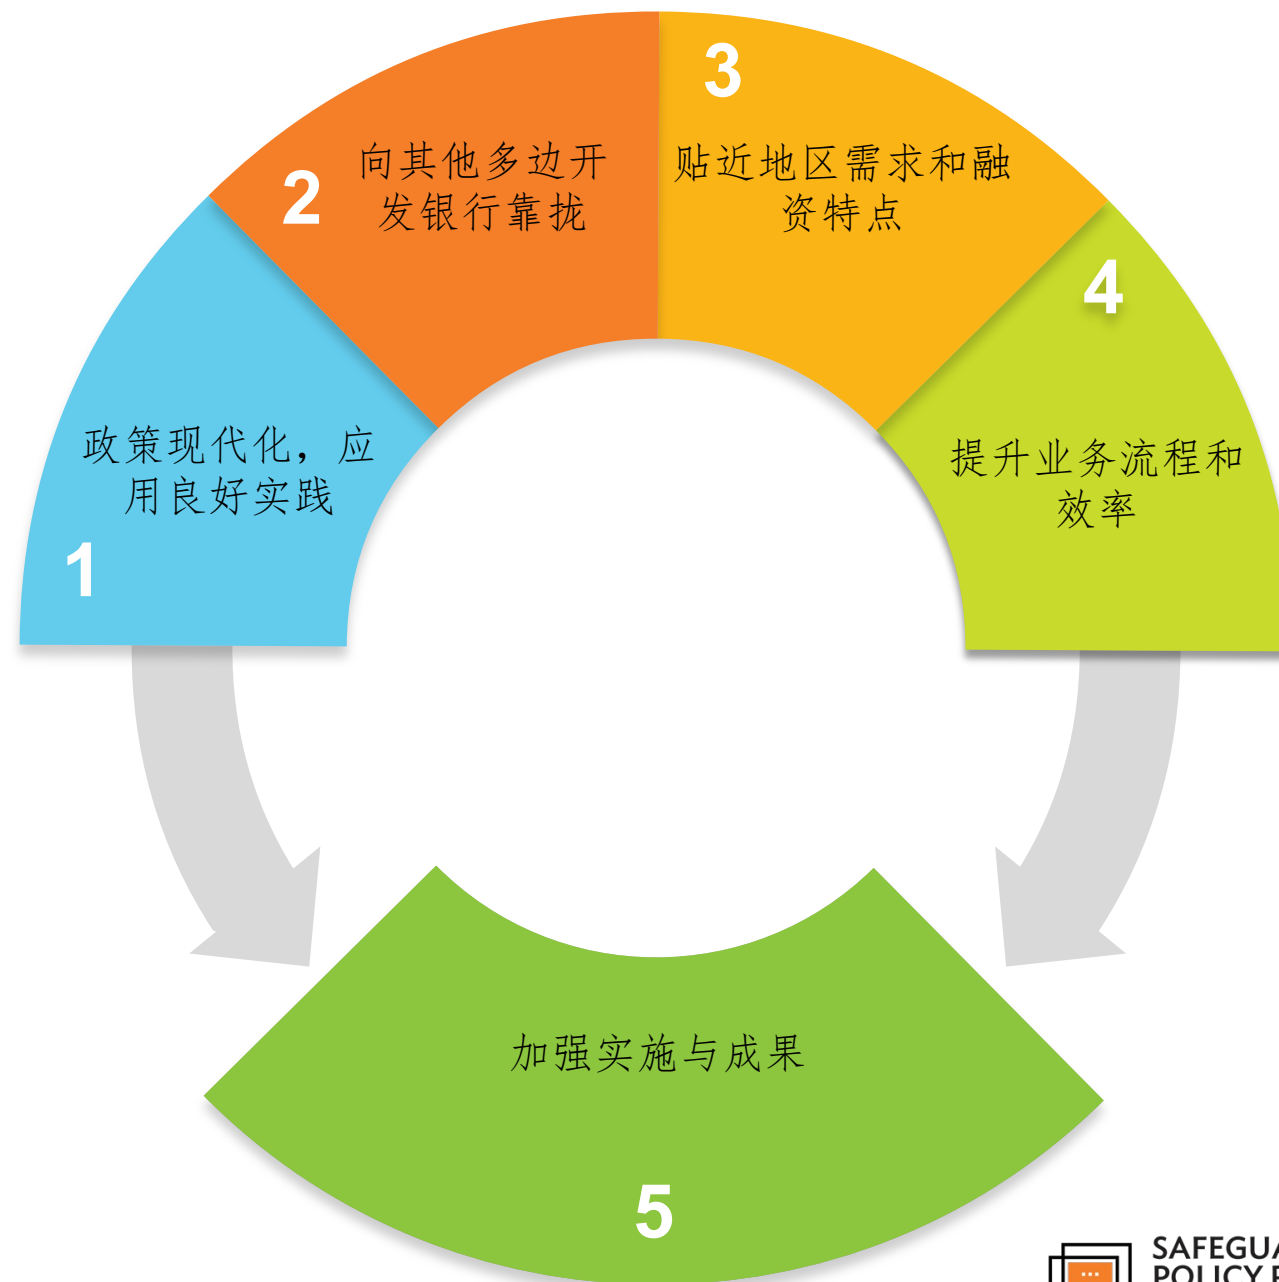 1
政策现代化，应
用良好实践
2
向其他多边开
发银行靠拢
3
贴近地区需求和融
资特点
4
提升业务流程和
效率
加强实施与成果
5